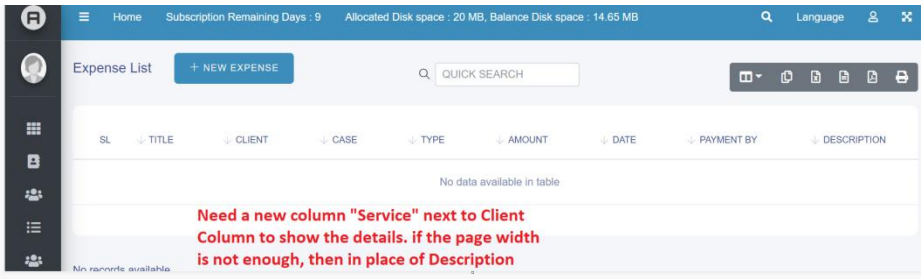 Home Subscription Remaining Days : 9 Allocated Disk space : 20 MB, Balance Disk space : 14.65 MB Language
Expense List + NEW EXPENSE QUICK SEARCH
SL TITLE CLIENT CASE TYPE AMOUNT DATE PAYMENT BY DESCRIPTION
No data available in table
Need a new column "Service" next to Client
Column to show the details. if the page width
is not enough, then in place of Description
No records available